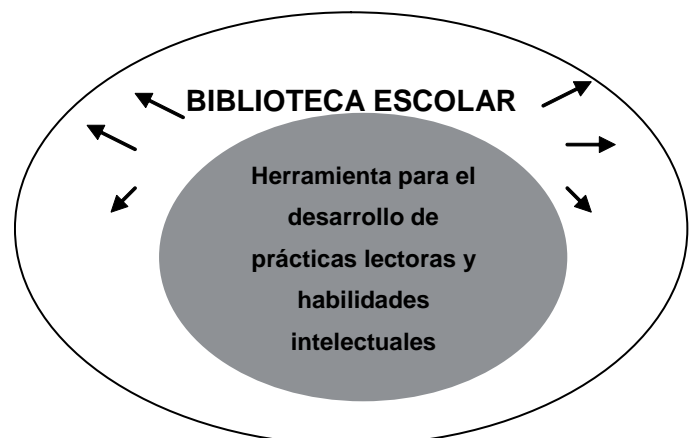 BIBLIOTECA ESCOLAR
Herramienta para el
desarrollo de
prácticas lectoras y
habilidades
intelectuales